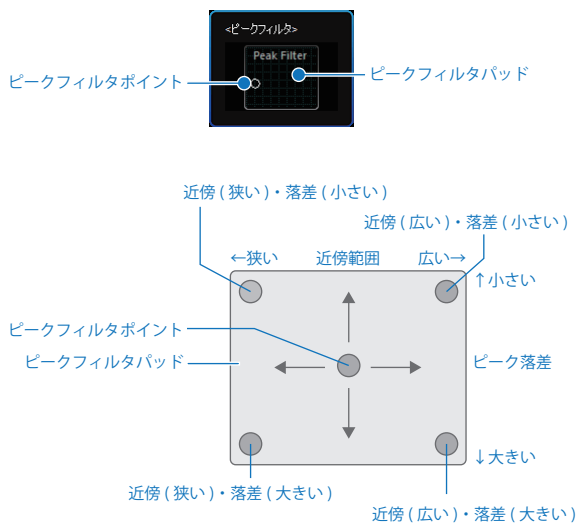 <ピークフィルタ>
Peak Filter
ピークフィルタポイント
ピークフィルタパッド
近傍 ( 狭い )・落差 ( 小さい )
近傍 ( 広い )・落差 ( 小さい )
←狭い 近傍範囲 広い→
↑小さい
ピークフィルタポイント
ピークフィルタパッド
ピーク落差
↓大きい
近傍 ( 狭い )・落差 ( 大きい )
近傍 ( 広い )・落差 ( 大きい )